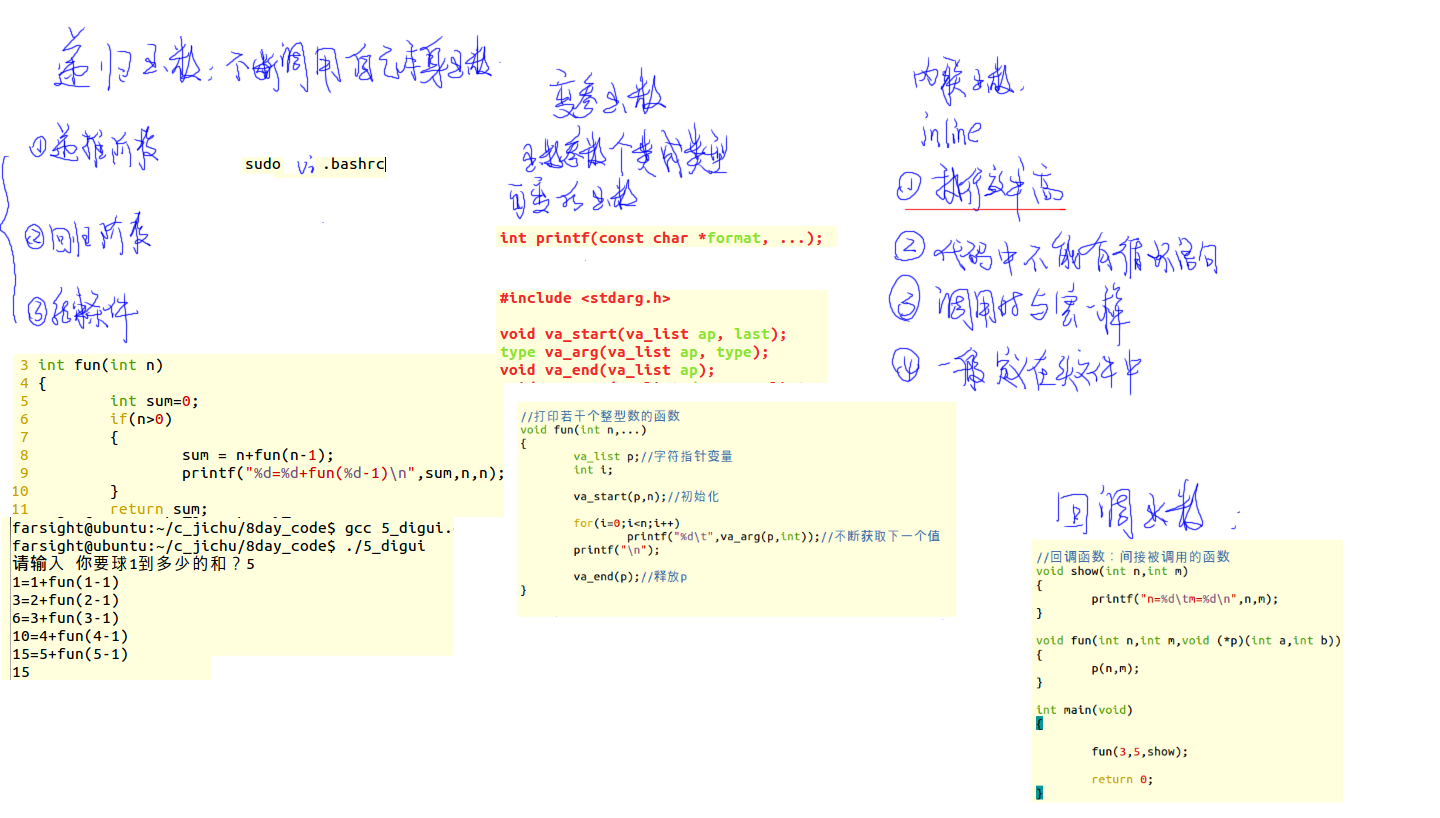 递归函数：不断调用自己本身函数
①递推阶段
sudo vi .bashrc
②回归阶段
③终止条件
3 int fun(int n)
4 {
5 int sum=0;
6 if(n>0)
7 {
8 sum = n+fun(n-1);
9 printf("%d=%d+fun(%d-1)\n",sum,n,n);
10 }
11 return sum;
farsight@ubuntu:~/c_jichu/8day_code$ gcc 5_digui.
farsight@ubuntu:~/c_jichu/8day_code$ ./5_digui
请输入 你要球1到多少的和？5
1=1+fun(1-1)
3=2+fun(2-1)
6=3+fun(3-1)
10=4+fun(4-1)
15=5+fun(5-1)
15
变参函数
函数参数个数或类型
可变的函数
int printf(const char *format, ...);
#include <stdarg.h>
void va_start(va_list ap, last);
type va_arg(va_list ap, type);
void va_end(va_list ap);
//打印若干个整型数的函数
void fun(int n,...)
{
va_list p;//字符指针变量
int i;
va_start(p,n);//初始化
for(i=0;i<n;i++)
printf("%d\t",va_arg(p,int));//不断获取下一个值
printf("\n");
va_end(p);//释放p
}
内联函数：
inline
①执行效率高
②代码中不能有循环语句
③调用时与宏一样
④一般定义在头文件中
回调函数：
//回调函数：间接被调用的函数
void show(int n,int m)
{
printf("n=%d\tm=%d\n",n,m);
}
void fun(int n,int m,void (*p)(int a,int b))
{
p(n,m);
}
int main(void)
{
fun(3,5,show);
return 0;
}